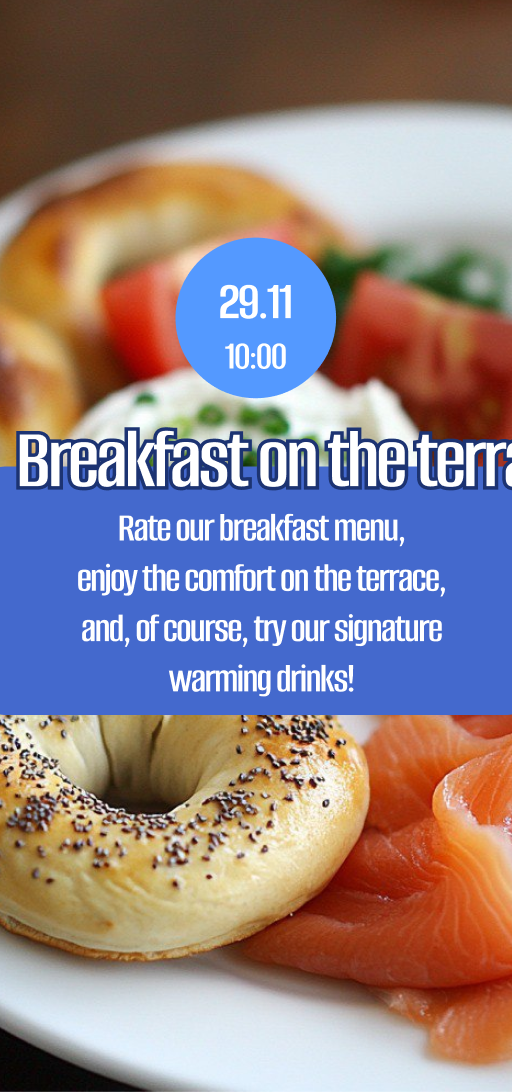 29.11
10:00
Breakfast on the terra
Rate our breakfast menu,
enjoy the comfort on the terrace,
and, of course, try our signature
warming drinks!